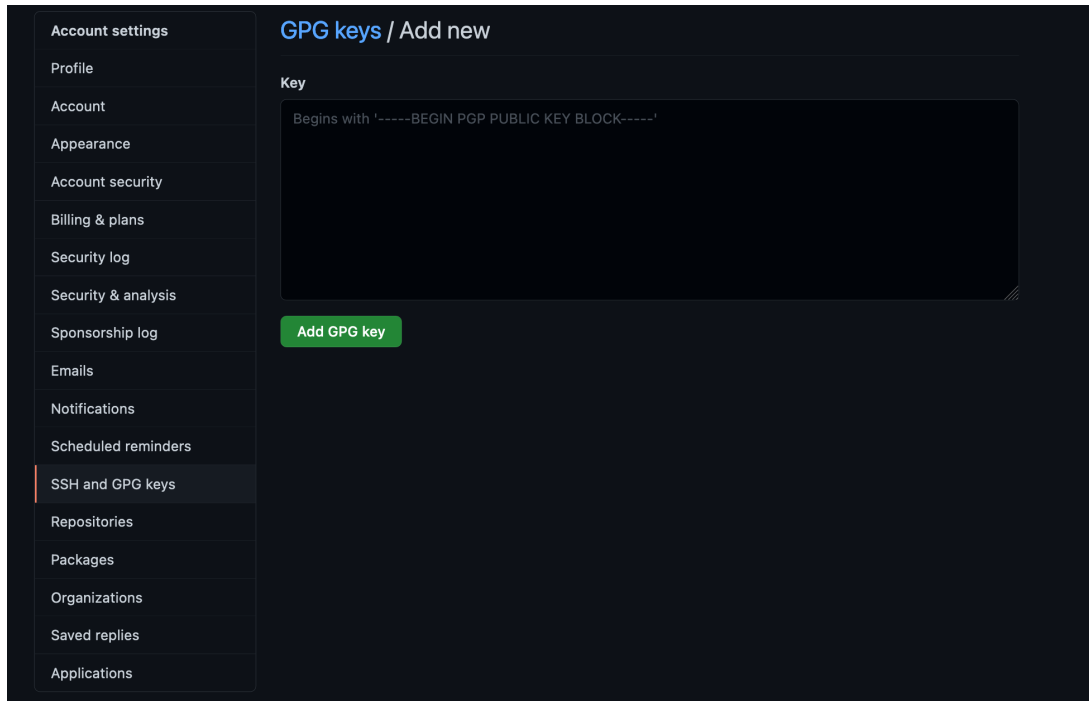 Account settings
Profile
Account
Appearance
Account security
Billing & plans
Security log
Security & analysis
Sponsorship log
Emails
Notifications
Scheduled reminders
SSH and GPG keys
Repositories
Packages
Organizations
Saved replies
Applications
GPG keys / Add new
Key
Begins with '-----BEGIN PGP PUBLIC KEY BLOCK-----'
Add GPG key